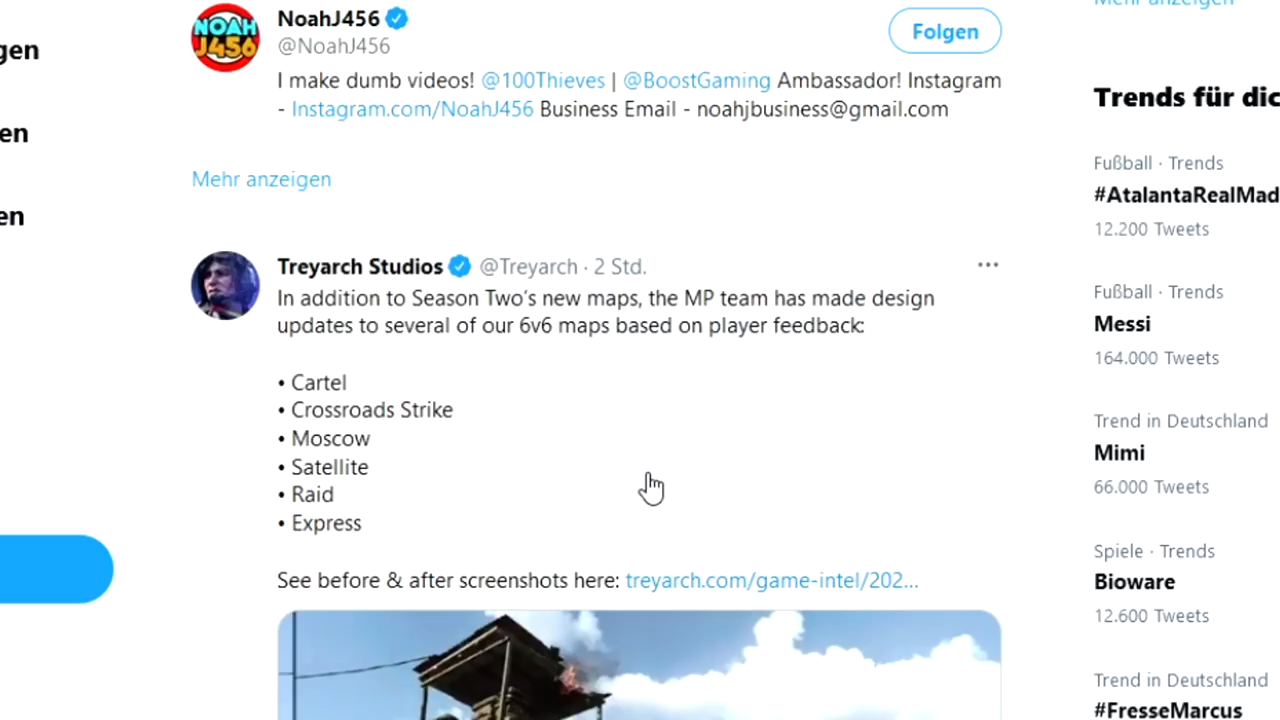 gen
en
en
NOAH
J456
NoahJ456
@NoahJ456
Folgen
I make dumb videos! @100Thieves | @BoostGaming Ambassador! Instagram
- Instagram.com/NoahJ456 Business Email - noahjbusiness@gmail.com
Mehr anzeigen
Treyarch Studios @Treyarch · 2 Std.
In addition to Season Two's new maps, the MP team has made design
updates to several of our 6v6 maps based on player feedback:
• Cartel
• Crossroads Strike
• Moscow
• Satellite
• Raid
• Express
See before & after screenshots here: treyarch.com/game-intel/202...
Mehr anzeigen
Trends für dic
Fußball · Trends
#AtalantaRealMad
12.200 Tweets
Fußball · Trends
Messi
164.000 Tweets
Trend in Deutschland
Mimi
66.000 Tweets
Spiele · Trends
Bioware
12.600 Tweets
Trend in Deutschland
#FresseMarcus